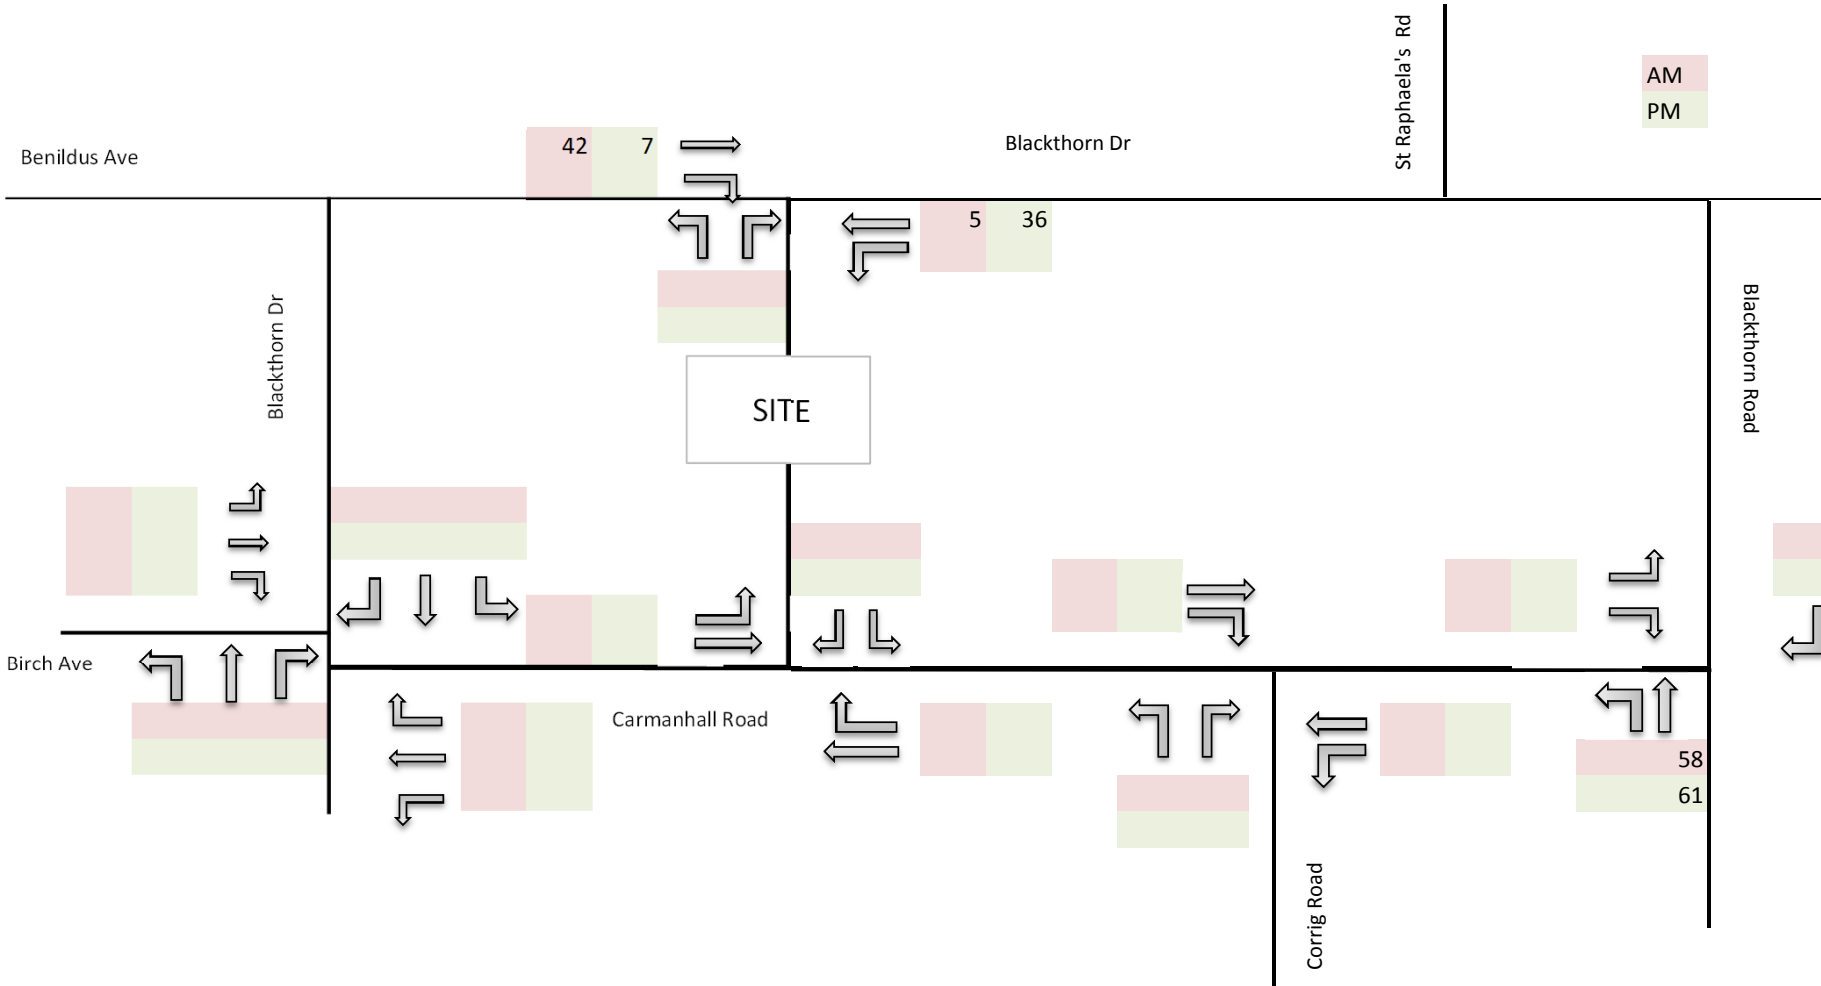 St Raphaela's Rd
AM
PM
42 7
Blackthorn Dr
Benildus Ave
5 36
Blackthorn Dr
Blackthorn Road
SITE
Birch Ave
Carmanhall Road
58
61
Corrig Road